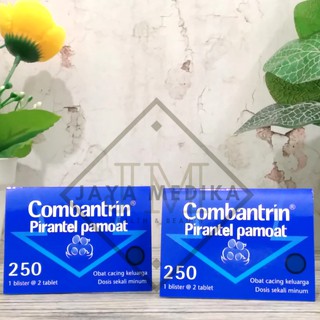 JAYA MEDIKA
Combantrin®
Pirantel pamoat
250
1 blister @ 2 tablet
Obat cacing keluarga
Dosis sekali minum
Combantrin®
Pirantel pamoat
250
1 blister @ 2 tablet
Obat cacing keluarga
Dosis sekali minum